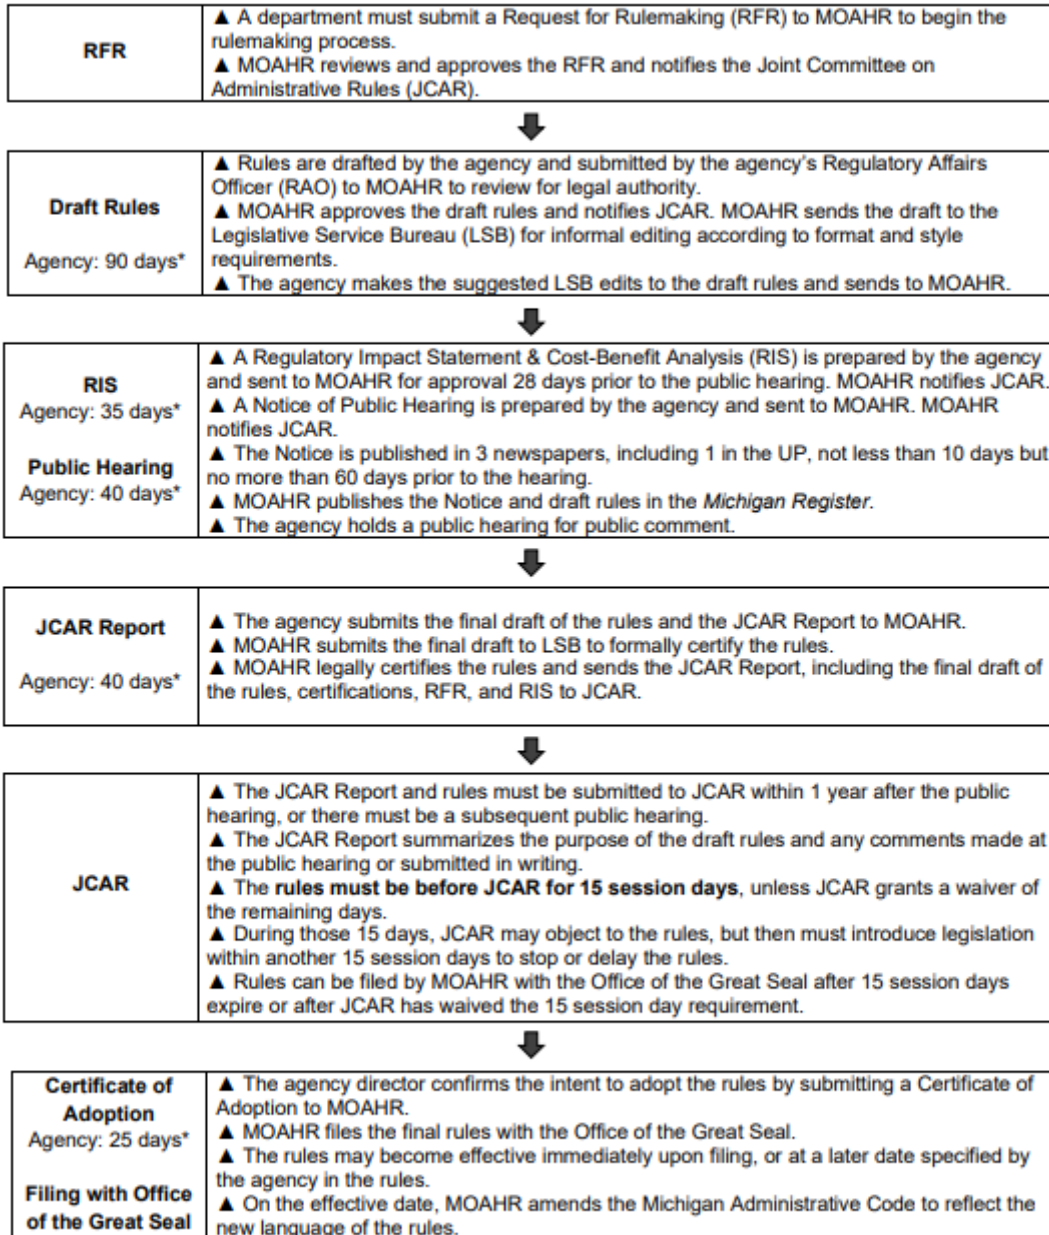 RFR
▲ A department must submit a Request for Rulemaking (RFR) to MOAHR to begin the
rulemaking process.
▲ MOAHR reviews and approves the RFR and notifies the Joint Committee on
Administrative Rules (JCAR).
Draft Rules
Agency: 90 days*
▲ Rules are drafted by the agency and submitted by the agency's Regulatory Affairs
Officer (RAO) to MOAHR to review for legal authority.
▲ MOAHR approves the draft rules and notifies JCAR. MOAHR sends the draft to the
Legislative Service Bureau (LSB) for informal editing according to format and style
requirements.
▲ The agency makes the suggested LSB edits to the draft rules and sends to MOAHR.
RIS
Agency: 35 days*
Public Hearing
Agency: 40 days*
▲ A Regulatory Impact Statement & Cost-Benefit Analysis (RIS) is prepared by the agency
and sent to MOAHR for approval 28 days prior to the public hearing. MOAHR notifies JCAR.
▲ A Notice of Public Hearing is prepared by the agency and sent to MOAHR. MOAHR
notifies JCAR.
▲ The Notice is published in 3 newspapers, including 1 in the UP, not less than 10 days but
no more than 60 days prior to the hearing.
▲ MOAHR publishes the Notice and draft rules in the Michigan Register.
▲ The agency holds a public hearing for public comment.
JCAR Report
Agency: 40 days*
▲ The agency submits the final draft of the rules and the JCAR Report to MOAHR.
▲ MOAHR submits the final draft to LSB to formally certify the rules.
▲ MOAHR legally certifies the rules and sends the JCAR Report, including the final draft of
the rules, certifications, RFR, and RIS to JCAR.
JCAR
▲ The JCAR Report and rules must be submitted to JCAR within 1 year after the public
hearing, or there must be a subsequent public hearing.
▲ The JCAR Report summarizes the purpose of the draft rules and any comments made at
the public hearing or submitted in writing.
▲ The rules must be before JCAR for 15 session days, unless JCAR grants a waiver of
the remaining days.
▲ During those 15 days, JCAR may object to the rules, but then must introduce legislation
within another 15 session days to stop or delay the rules.
▲ Rules can be filed by MOAHR with the Office of the Great Seal after 15 session days
expire or after JCAR has waived the 15 session day requirement.
Certificate of
Adoption
Agency: 25 days*
Filing with Office
of the Great Seal
▲ The agency director confirms the intent to adopt the rules by submitting a Certificate of
Adoption to MOAHR.
▲ MOAHR files the final rules with the Office of the Great Seal.
▲ The rules may become effective immediately upon filing, or at a later date specified by
the agency in the rules.
▲ On the effective date, MOAHR amends the Michigan Administrative Code to reflect the
new language of the rules.